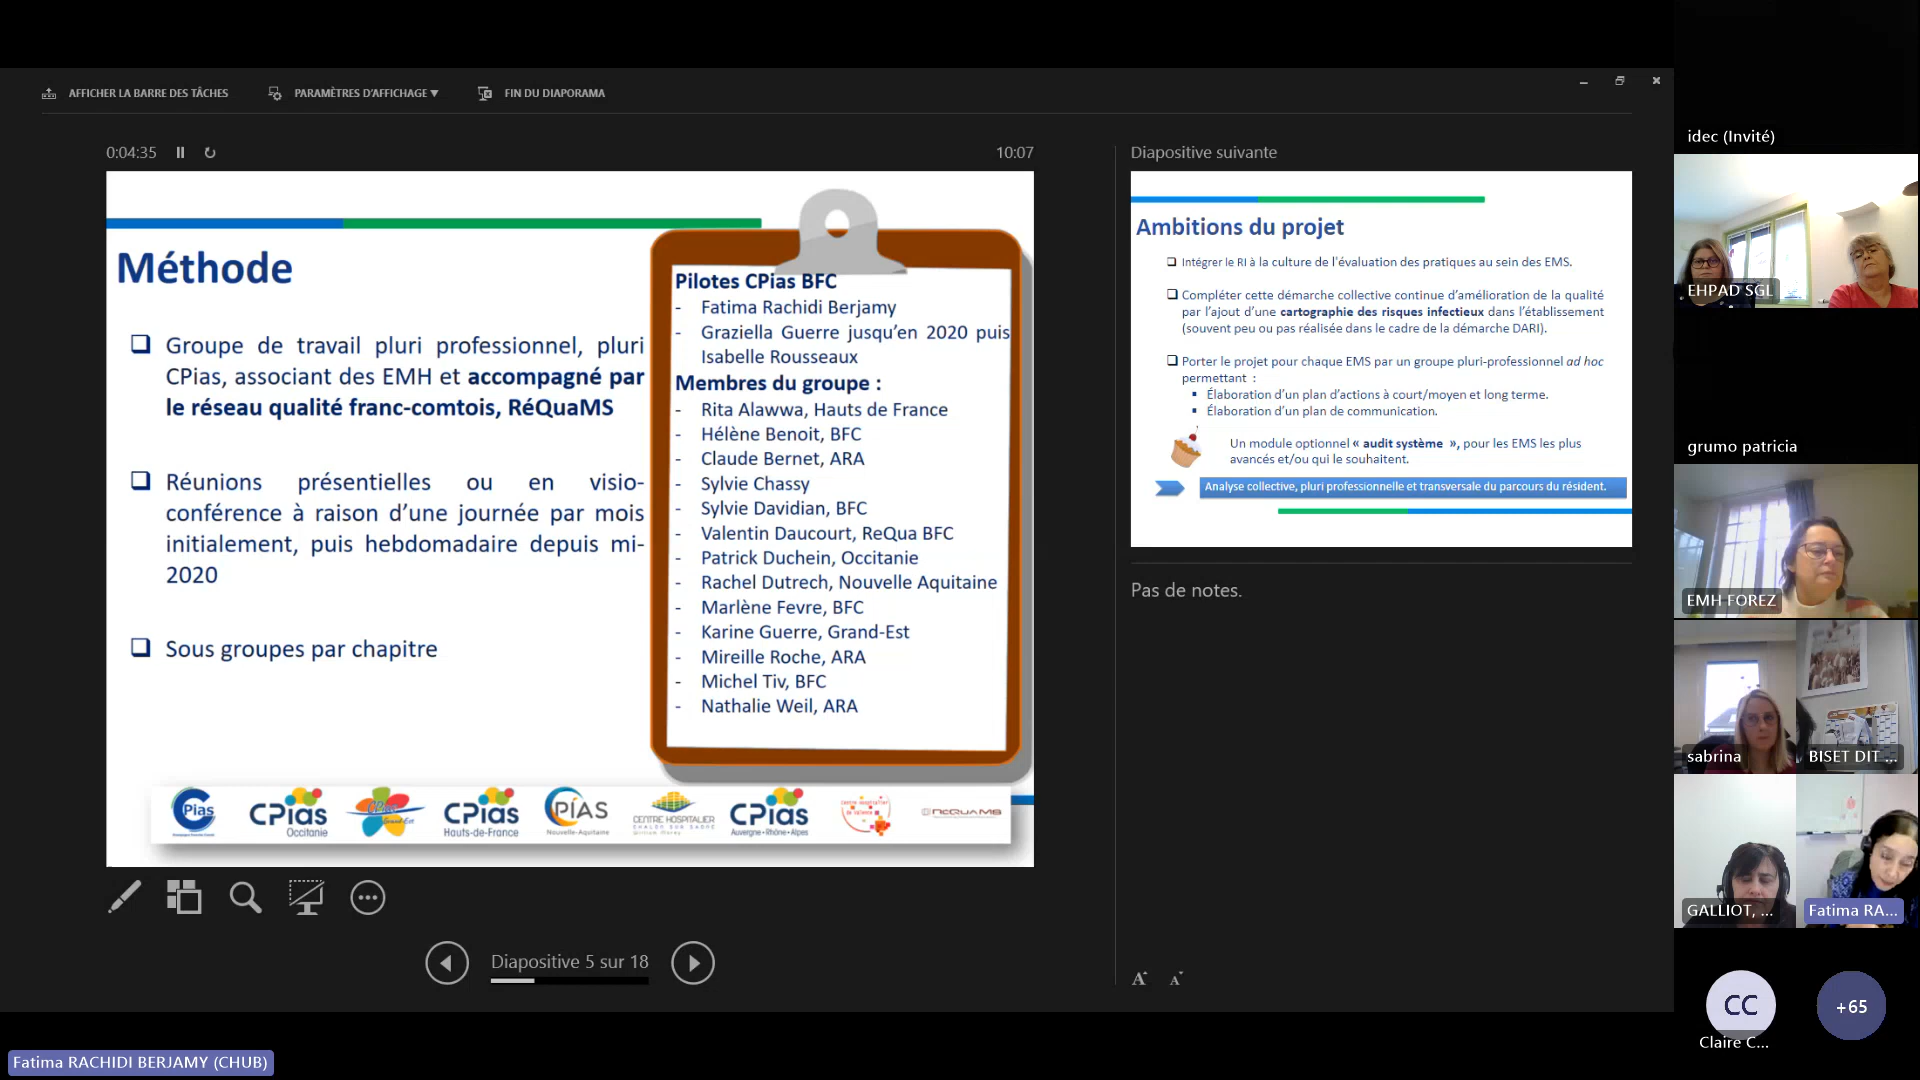 AFFICHER LA BARRE DES TÂCHES
PARAMÈTRES D'AFFICHAGE
FIN DU DIAPORAMA
0:04:35
10:07
Méthode
Groupe de travail pluri professionnel, pluri
CPias, associant des EMH et accompagné par
le réseau qualité franc-comtois, RéQuaMS
Réunions présentielles ou en visio-
conférence à raison d'une journée par mois
initialement, puis hebdomadaire depuis mi-
2020
Sous groupes par chapitre
Pilotes CPias BFC
- Fatima Rachidi Berjamy
- Graziella Guerre jusqu'en 2020 puis
Isabelle Rousseaux
Membres du groupe :
- Rita Alawwa, Hauts de France
- Hélène Benoit, BFC
- Claude Bernet, ARA
- Sylvie Chassy
- Sylvie Davidian, BFC
- Valentin Daucourt, ReQua BFC
- Patrick Duchein, Occitanie
- Rachel Dutrech, Nouvelle Aquitaine
- Marlène Fevre, BFC
- Karine Guerre, Grand-Est
- Mireille Roche, ARA
- Michel Tiv, BFC
- Nathalie Weil, ARA
CPias
CPias
Occitanie
CPias
Grand-Est
CPias
Hauts-de-France
CPIAS
Nouvelle-Aquitaine
CENTRE HOSPITALIER
CHALON SUR SAÔNE
William Morey
CPias
Auvergne-Rhône-Alpes
Diapositive 5 sur 18
Diapositive suivante
Ambitions du projet
Intégrer le RI à la culture de l'évaluation des pratiques au sein des EMS.
Compléter cette démarche collective continue d'amélioration de la qualité
par l'ajout d'une cartographie des risques infectieux dans l'établissement
(souvent peu ou pas réalisée dans le cadre de la démarche DARI).
Porter le projet pour chaque EMS par un groupe pluri-professionnel ad hoc
permettant :
Élaboration d'un plan d'actions à court/moyen et long terme.
Élaboration d'un plan de communication.
Un module optionnel « audit système », pour les EMS les plus
avancés et/ou qui le souhaitent.
Analyse collective, pluri professionnelle et transversale du parcours du résident.
Pas de notes.
A A
idec (Invité)
EHPAD SGL
grumo patricia
EMH FOREZ
sabrina
BISET DIT ...
GALLIOT, ...
Fatima RA...
CC
Claire C...
+65
Fatima RACHIDI BERJAMY (CHUB)